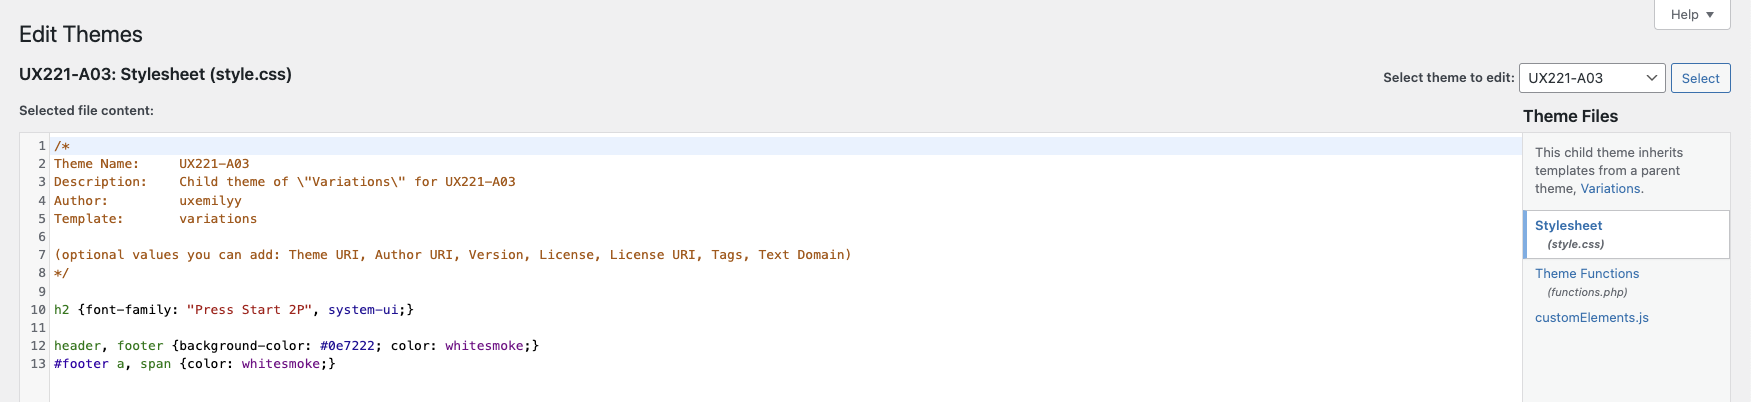 Help ▼
Edit Themes
UX221-A03: Stylesheet (style.css)
Select theme to edit: UX221-A03 Select
Selected file content:
Theme Files
1 /*
2 Theme Name: UX221-A03
3 Description: Child theme of \"Variations\" for UX221-A03
4 Author: uxemilyy
5 Template: variations
6
7 (optional values you can add: Theme URI, Author URI, Version, License, License URI, Tags, Text Domain)
8 */
9
10 h2 {font-family: "Press Start 2P", system-ui;}
11
12 header, footer {background-color: #0e7222; color: whitesmoke;}
13 #footer a, span {color: whitesmoke;}
This child theme inherits
templates from a parent
theme, Variations.
Stylesheet
(style.css)
Theme Functions
(functions.php)
customElements.js